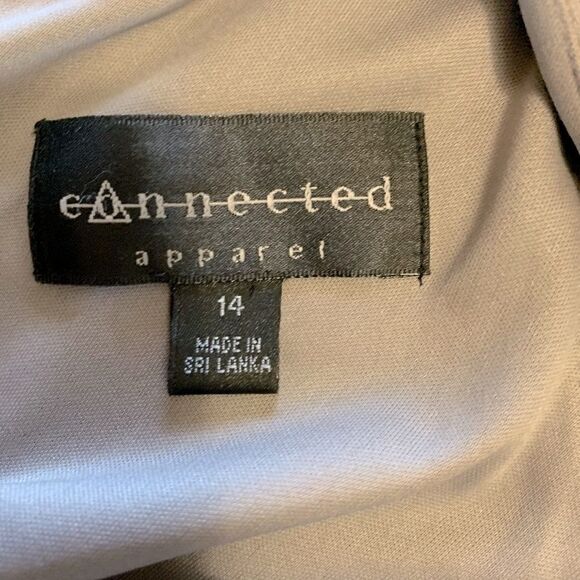 connected
apparel
14
MADE IN
SRI LANKA